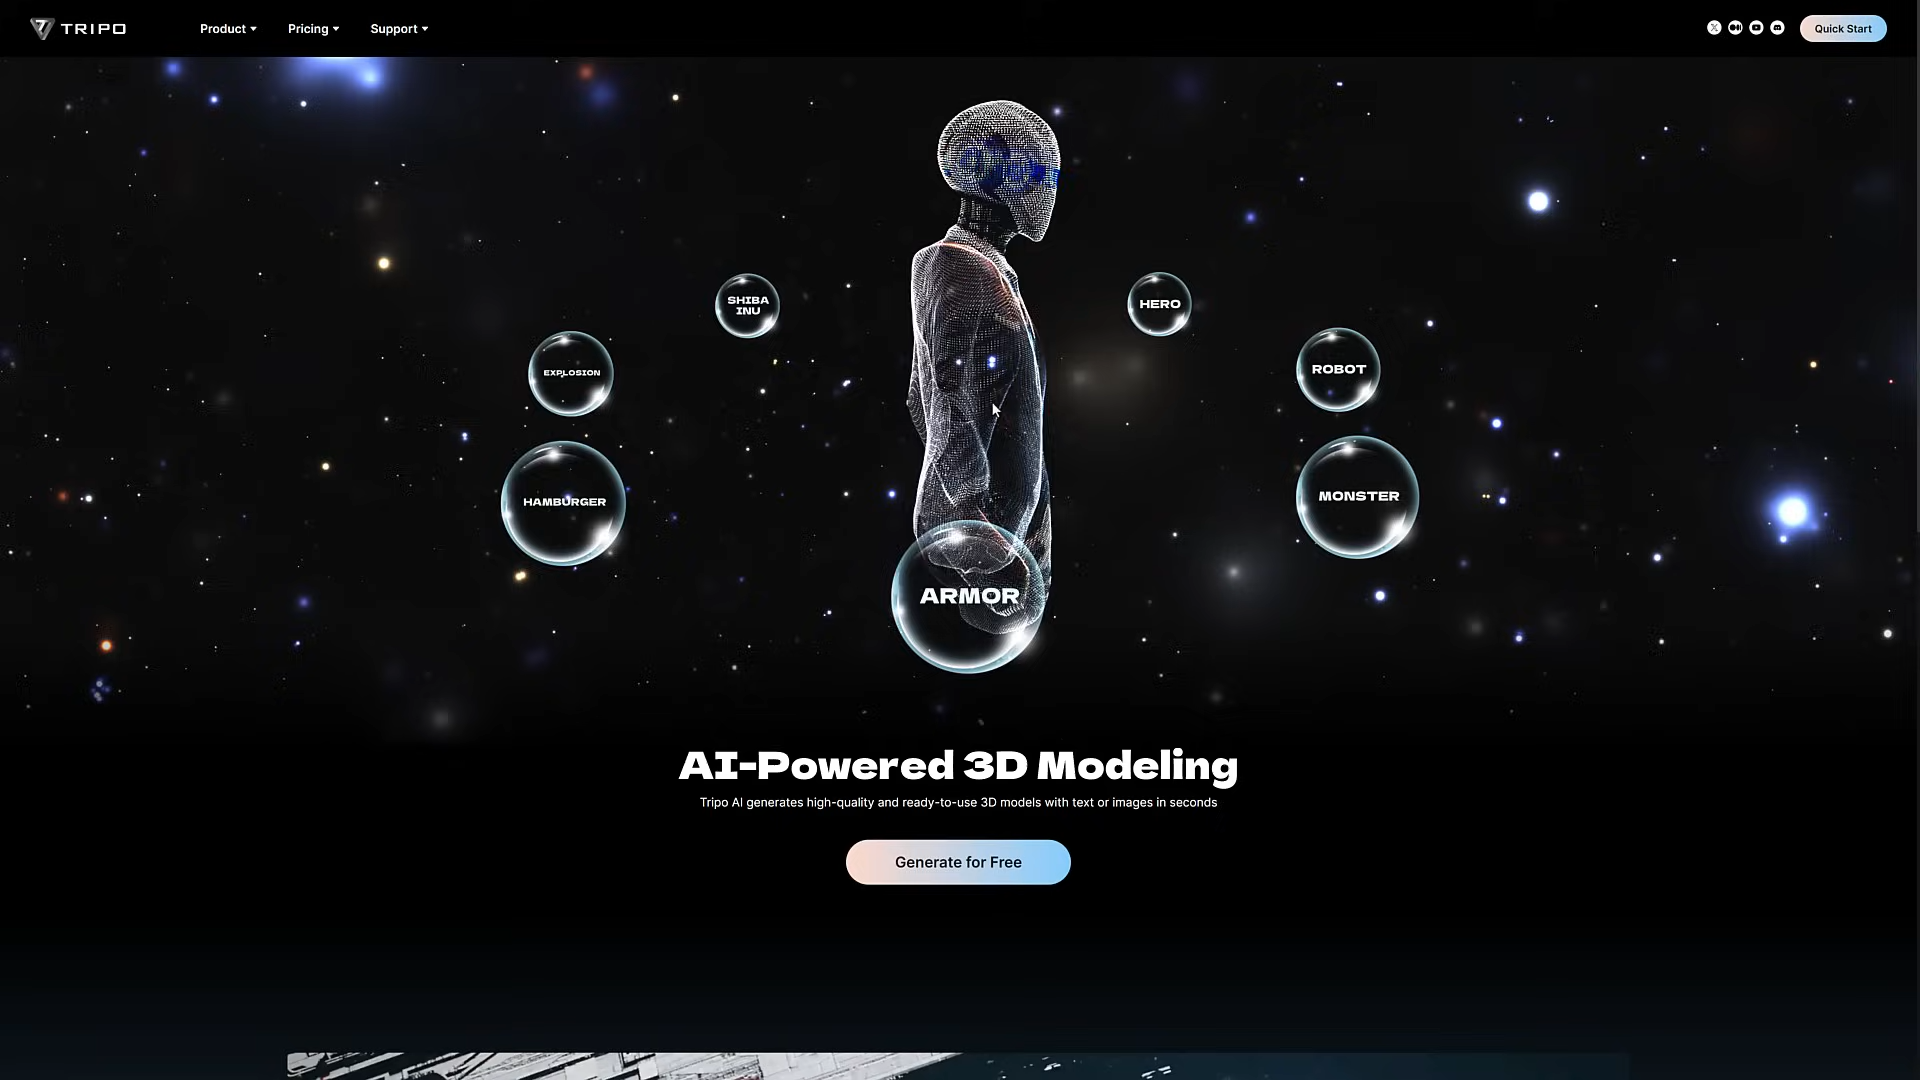 TRIPO
Product
Pricing
Support
Quick Start
SHIBA
INU
HERO
EXPLOSION
ROBOT
HAMBURGER
MONSTER
ARMOR
AI-Powered 3D Modeling
Tripo AI generates high-quality and ready-to-use 3D models with text or images in seconds
Generate for Free